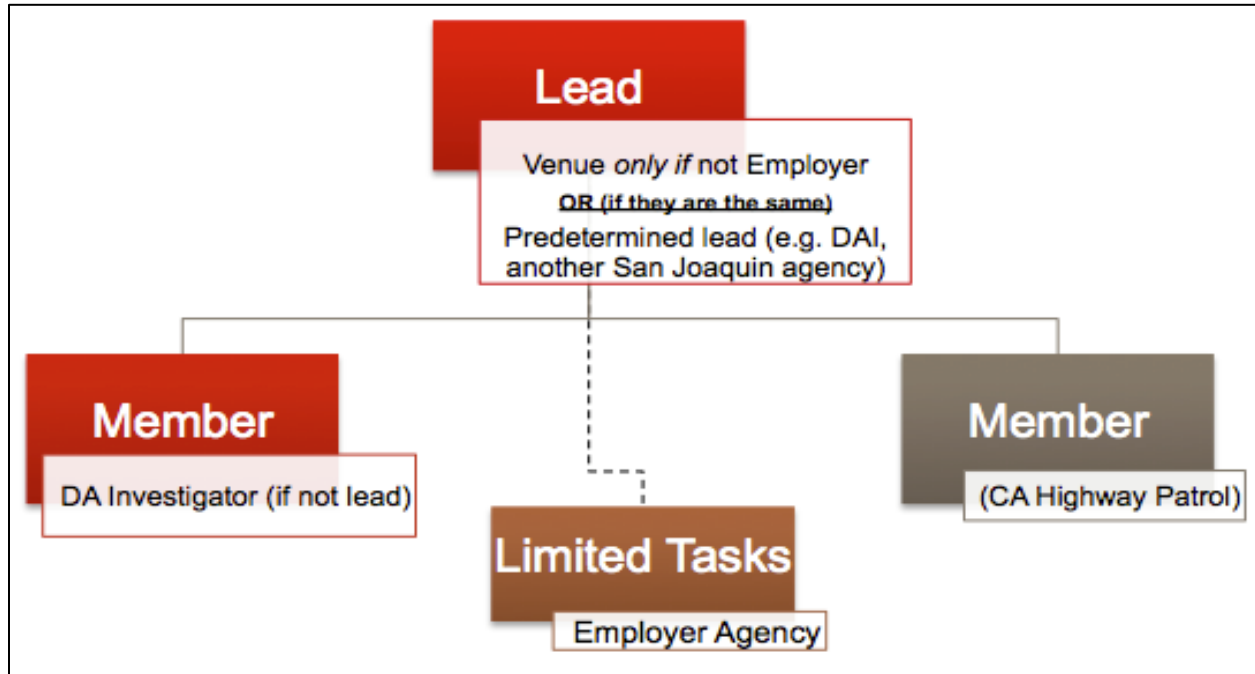 Lead
Venue only if not Employer
OR (if they are the same)
Predetermined lead (e.g. DAI,
another San Joaquin agency)
Member
DA Investigator (if not lead)
Member
(CA Highway Patrol)
Limited Tasks
Employer Agency